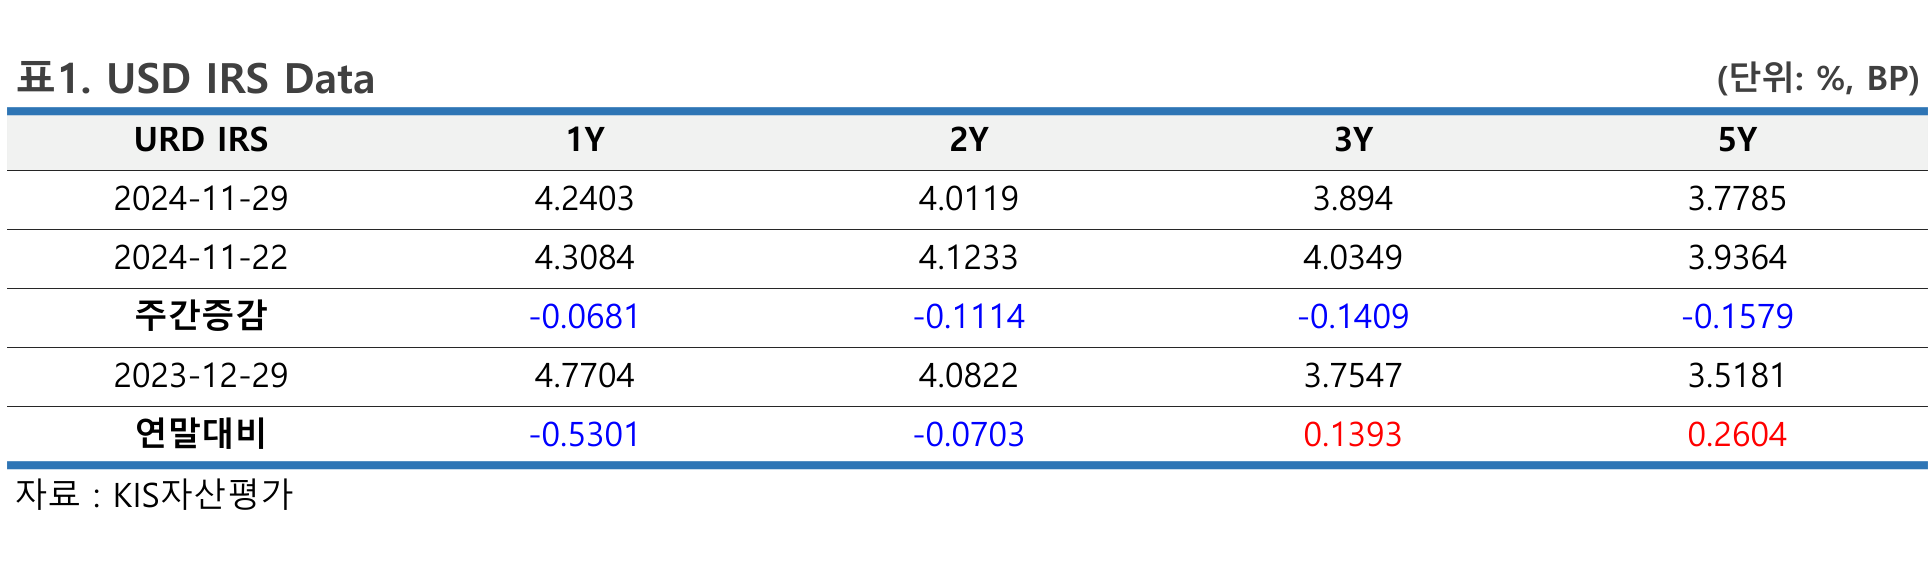 표1. USD IRS Data (단위: %, BP)
URD IRS 1Y 2Y 3Y 5Y
2024-11-29 4.2403 4.0119 3.894 3.7785
2024-11-22 4.3084 4.1233 4.0349 3.9364
주간증감 -0.0681 -0.1114 -0.1409 -0.1579
2023-12-29 4.7704 4.0822 3.7547 3.5181
연말대비 -0.5301 -0.0703 0.1393 0.2604
자료 : KIS자산평가